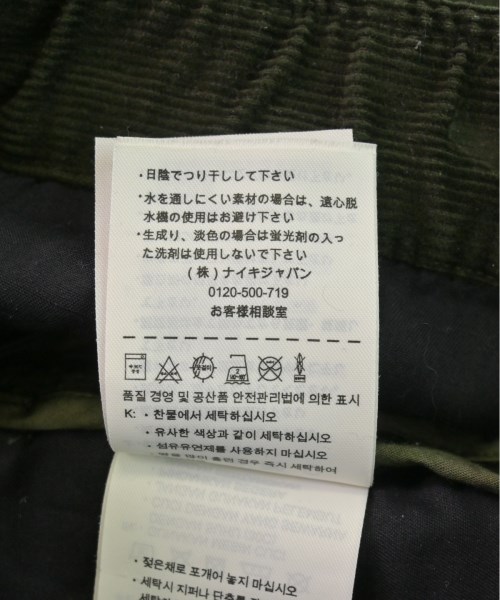 ・日陰でつり干しして下さい
・水を通しにくい素材の場合は、遠心脱
水機の使用はお避け下さい
・生成り、淡色の場合は蛍光剤の入っ
た洗剤は使用しないで下さい
(株)ナイキジャパン
0120-500-719
お客様相談室
품질 경영 및 공산품 안전관리법에 의한 표시
K: · 찬물에서 세탁하십시오
· 유사한 색상과 같이 세탁하십시오
· 섬유유연제를 사용하지 마십시오
경우 즉시 세탁하여
· 젖은채로 포개어 놓지 마십시오
· 세탁시 지퍼나 단추를